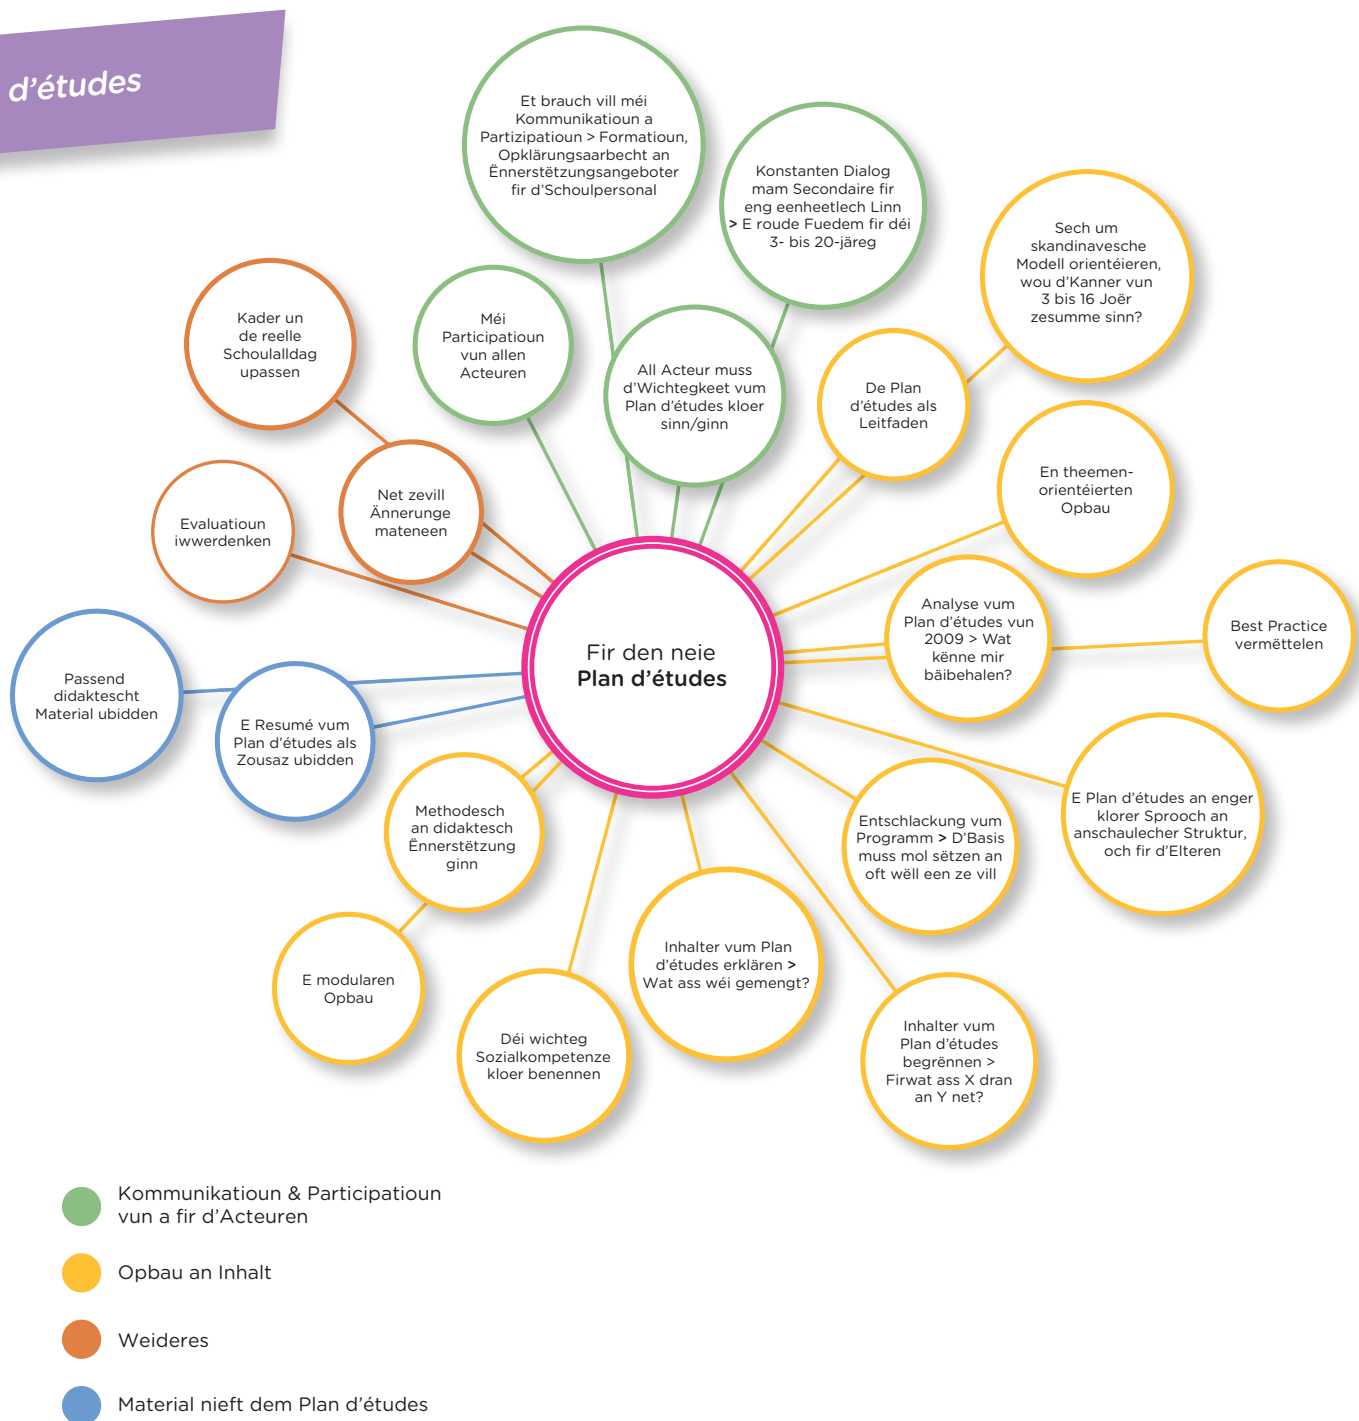 d'études
Et brauch vill méi
Kommunikatioun a
Partizipatioun > Formatioun,
Opklärungsaarbecht an
Ënnerstëtzungsangeboter
fir d'Schoulpersonal
Konstanten Dialog
mam Secondaire fir
eng eenheetlech Linn
> E roude Fuedem fir déi
3- bis 20-järeg
Sech um
skandinavesche
Modell orientéieren,
wou d'Kanner vun
3 bis 16 Joër
zesumme sinn?
Kader un
de reelle
Schoulalldag
upassen
Méi
Participatioun
vun allen
Acteuren
All Acteur muss
d'Wichtegkeet vum
Plan d'études kloer
sinn/ginn
De Plan
d'études als
Leitfaden
En theemen-
orientéierten
Opbau
Net zevill
Ännerunge
mateneen
Evaluatioun
iwwerdenken
Analyse vum
Plan d'études vun
2009 > Wat
kënne mir
bäibehalen?
Best Practice
vermëttelen
Fir den neie
Plan d'études
Passend
didaktescht
Material ubidden
E Resumé vum
Plan d'études als
Zousaz ubidden
Methodesch
an didaktesch
Ënnerstëtzung
ginn
Entschlackung vum
Programm > D'Basis
muss mol sëtzen an
oft wëll een ze vill
E Plan d'études an enger
klorer Sprooch an
anschaulecher Struktur,
och fir d'Elteren
E modularen
Opbau
Déi wichteg
Sozialkompetenze
kloer benennen
Inhalter vum Plan
d'études erklären >
Wat ass wéi gemengt?
Inhalter vum
Plan d'études
begrënnen >
Firwat ass X dran
an Y net?
Kommunikatioun & Participatioun
vun a fir d'Acteuren
Opbau an Inhalt
Weideres
Material nieft dem Plan d'études